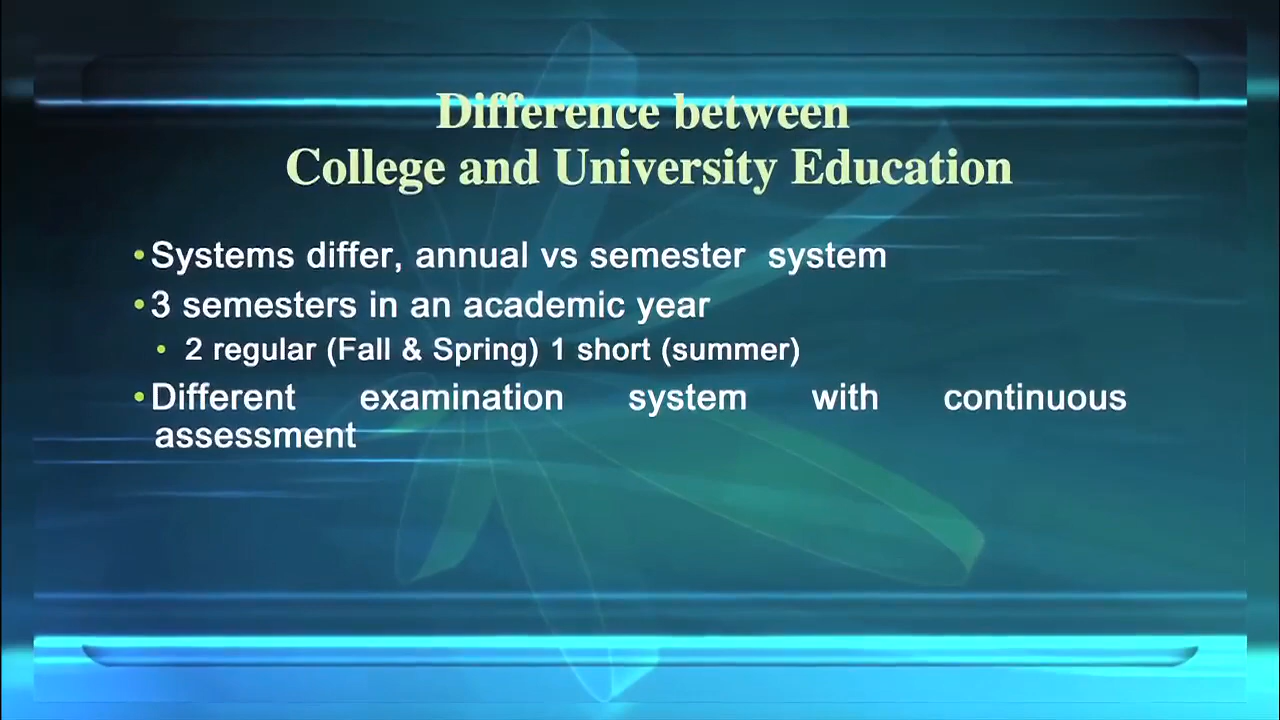 Difference between
College and University Education
•Systems differ, annual vs semester system
•3 semesters in an academic year
• 2 regular (Fall & Spring) 1 short (summer)
•Different examination system with continuous
assessment